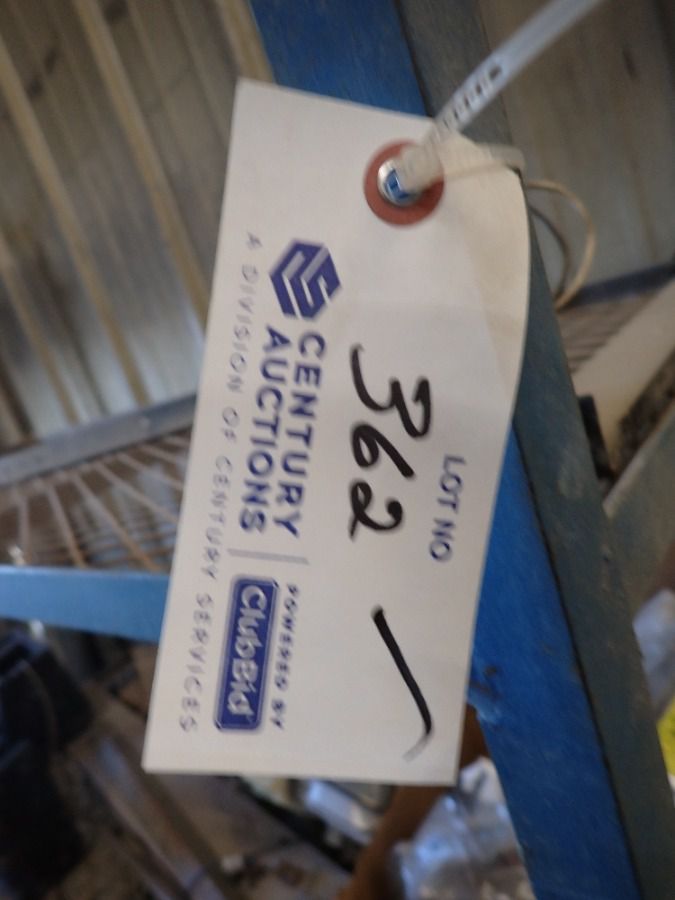 LOT NO
362
CENTURY
AUCTIONS
POWERED BY
ClubBid
A DIVISION OF CENTURY SERVICES